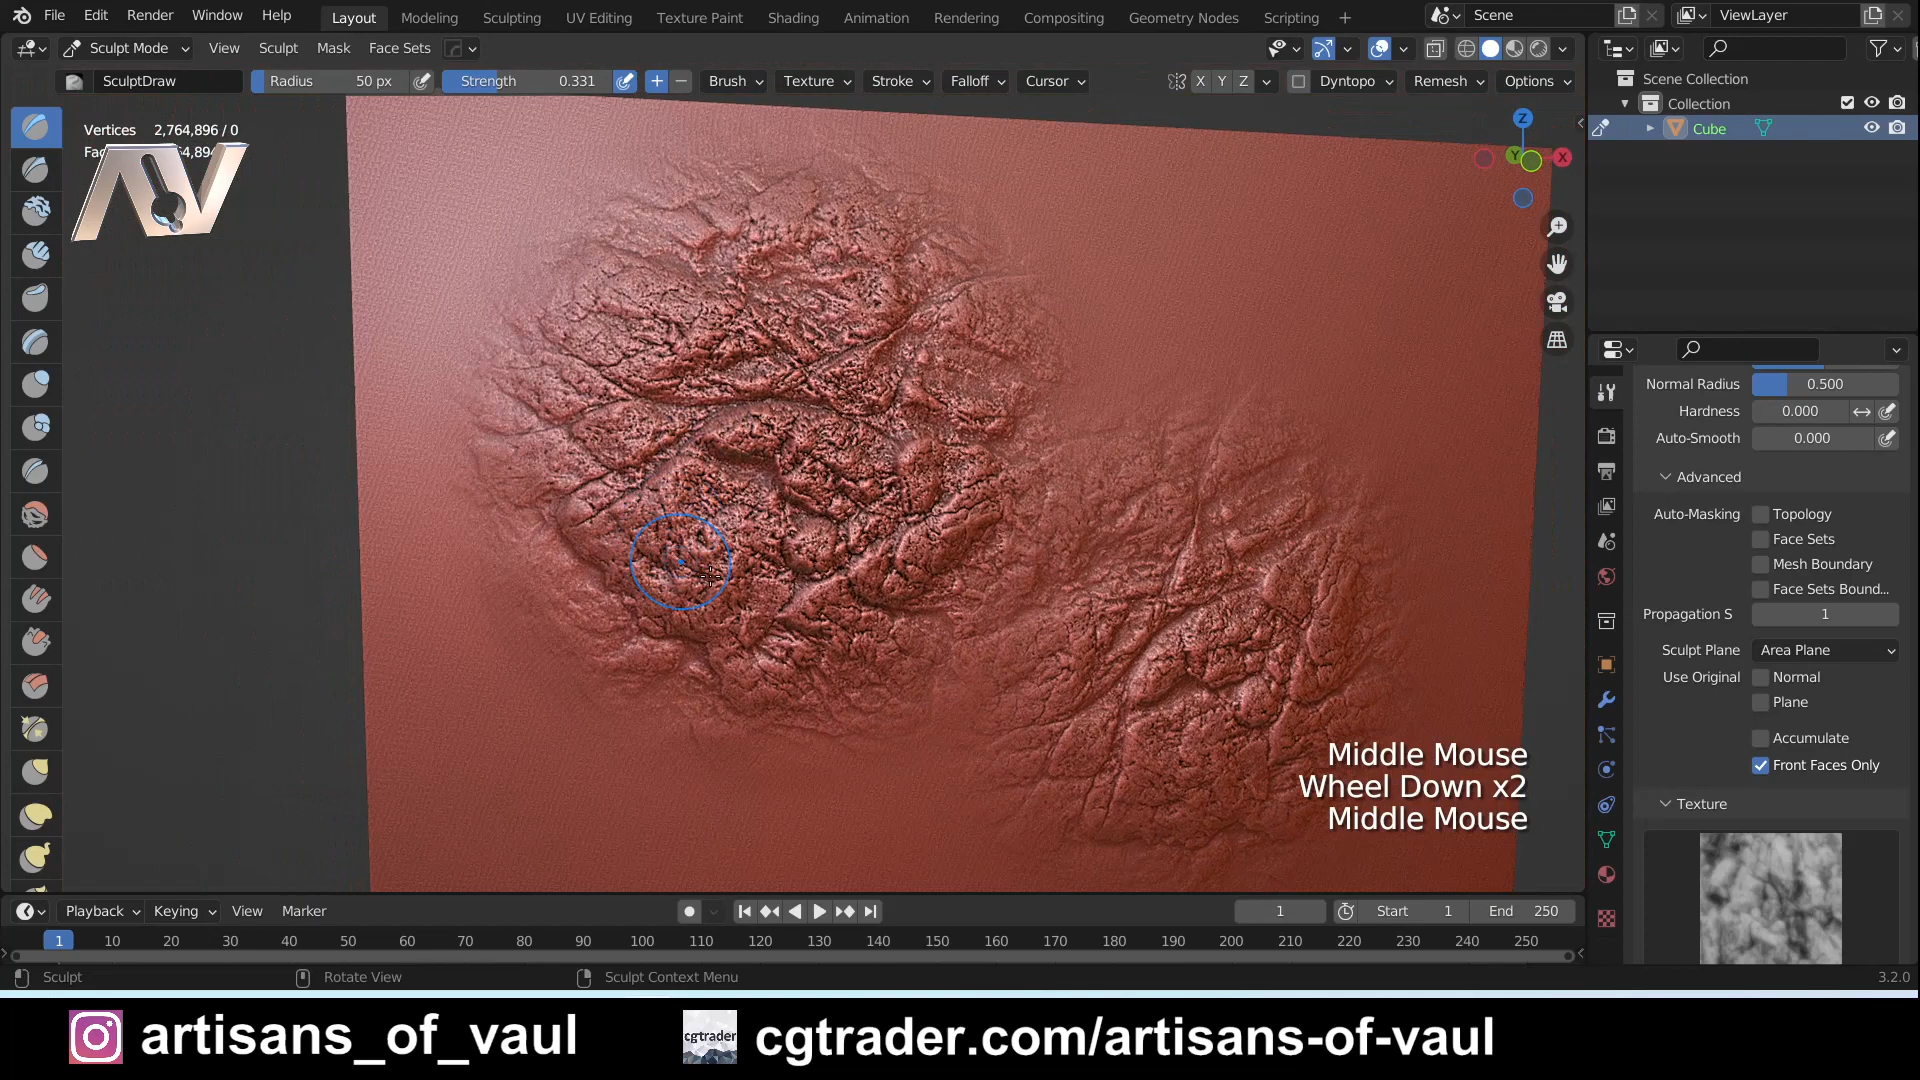 File Edit Render Window Help Layout Modeling Sculpting UV Editing Texture Paint Shading Animation Rendering Compositing Geometry Nodes Scripting + Scene ViewLayer
Sculpt Mode View Sculpt Mask Face Sets
SculptDraw Radius 50 px Strength 0.331 + − Brush Texture Stroke Falloff Cursor X Y Z Dyntopo Remesh Options
Scene Collection
Collection
Cube
Vertices 2,764,896 / 0
Z
Y X
AV
Normal Radius 0.500
Hardness 0.000
Auto-Smooth 0.000
Advanced
Auto-Masking Topology
Face Sets
Mesh Boundary
Face Sets Bound...
Propagation S 1
Sculpt Plane Area Plane
Use Original Normal
Plane
Accumulate
Front Faces Only
Texture
Middle Mouse
Wheel Down x2
Middle Mouse
Playback Keying View Marker 1 Start 1 End 250
1 10 20 30 40 50 60 70 80 90 100 110 120 130 140 150 160 170 180 190 200 210 220 230 240 250
Sculpt Rotate View Sculpt Context Menu 3.2.0
artisans_of_vaul cgtrader cgtrader.com/artisans-of-vaul